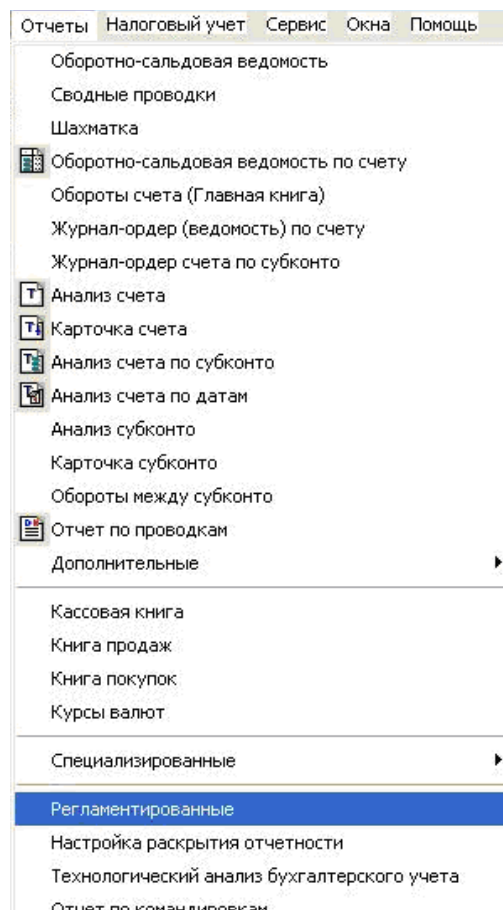 Отчеты Налоговый учет Сервис Окна Помощь
Оборотно-сальдовая ведомость
Сводные проводки
Шахматка
Оборотно-сальдовая ведомость по счету
Обороты счета (Главная книга)
Журнал-ордер (ведомость) по счету
Журнал-ордер счета по субконто
Анализ счета
Карточка счета
Анализ счета по субконто
Анализ счета по датам
Анализ субконто
Карточка субконто
Обороты между субконто
Отчет по проводкам
Дополнительные
Кассовая книга
Книга продаж
Книга покупок
Курсы валют
Специализированные
Регламентированные
Настройка раскрытия отчетности
Технологический анализ бухгалтерского учета
Отчет по командировкам